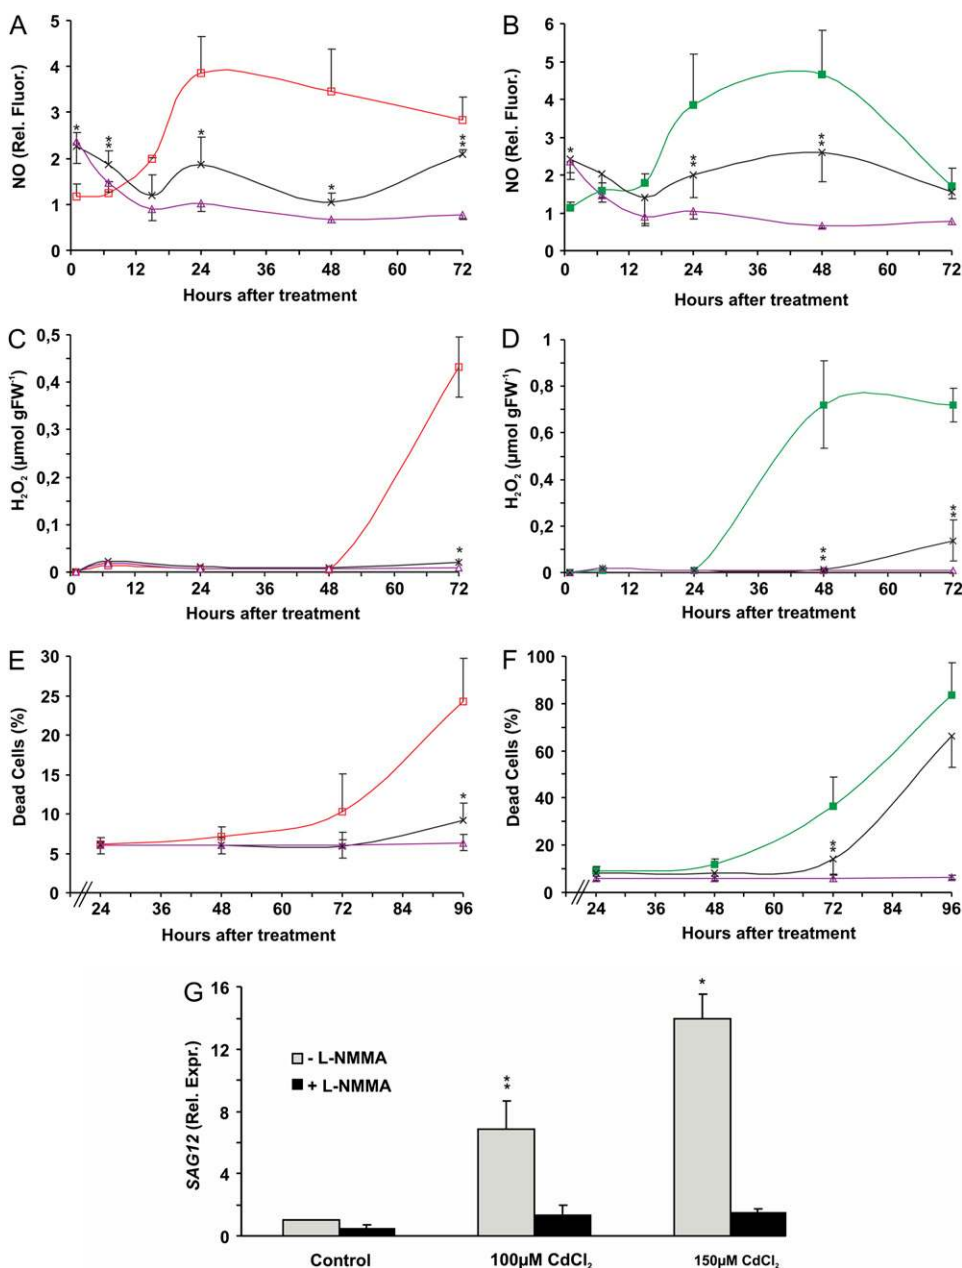 A
NO (Rel. Fluor.)
5
4
3
2
1
0
* ** * * **
0 12 24 36 48 60 72
Hours after treatment
B
NO (Rel. Fluor.)
6
5
4
3
2
1
0
* ** **
0 12 24 36 48 60 72
Hours after treatment
C
H₂O₂ (µmol gFW⁻¹)
0,5
0,4
0,3
0,2
0,1
0
*
0 12 24 36 48 60 72
Hours after treatment
D
H₂O₂ (µmol gFW⁻¹)
1
0,8
0,6
0,4
0,2
0
** **
0 12 24 36 48 60 72
Hours after treatment
E
Dead Cells (%)
30
25
20
15
10
5
0
*
24 36 48 60 72 84 96
Hours after treatment
F
Dead Cells (%)
100
80
60
40
20
0
**
24 36 48 60 72 84 96
Hours after treatment
G
SAG12 (Rel. Expr.)
16
12
8
4
0
- L-NMMA
+ L-NMMA
** *
Control 100µM CdCl₂ 150µM CdCl₂